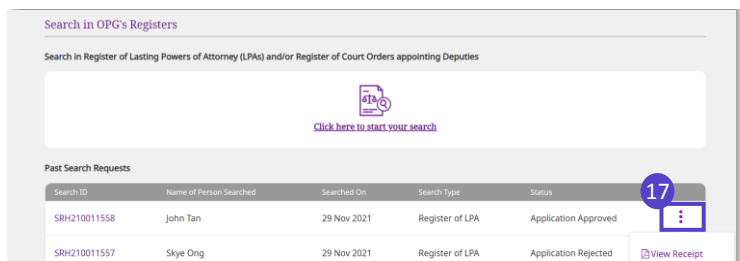 Search in OPG's Registers
Search in Register of Lasting Powers of Attorney (LPAs) and/or Register of Court Orders appointing Deputies
Click here to start your search
Past Search Requests
Search ID Name of Person Searched Searched On Search Type Status
17
SRH210011558 John Tan 29 Nov 2021 Register of LPA Application Approved
SRH210011557 Skye Ong 29 Nov 2021 Register of LPA Application Rejected View Receipt